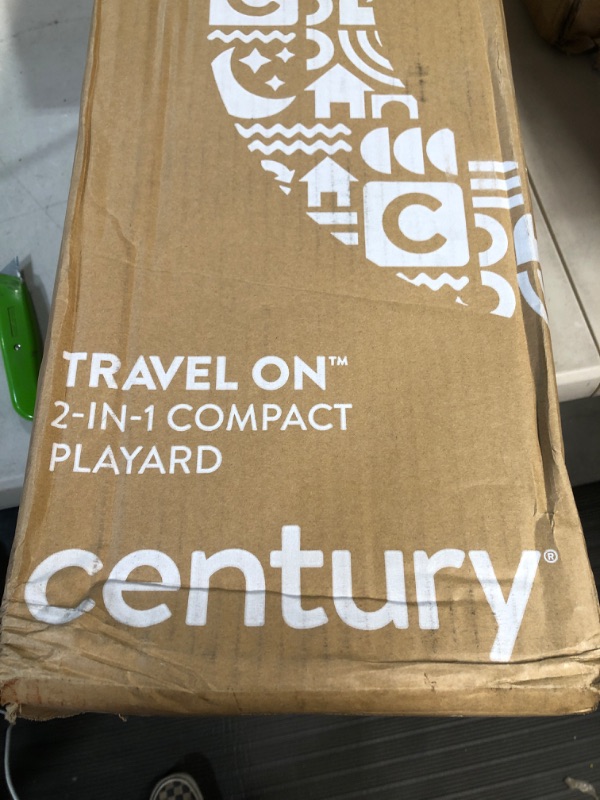 C
C
TRAVEL ON™
2-IN-1 COMPACT
PLAYARD
century®